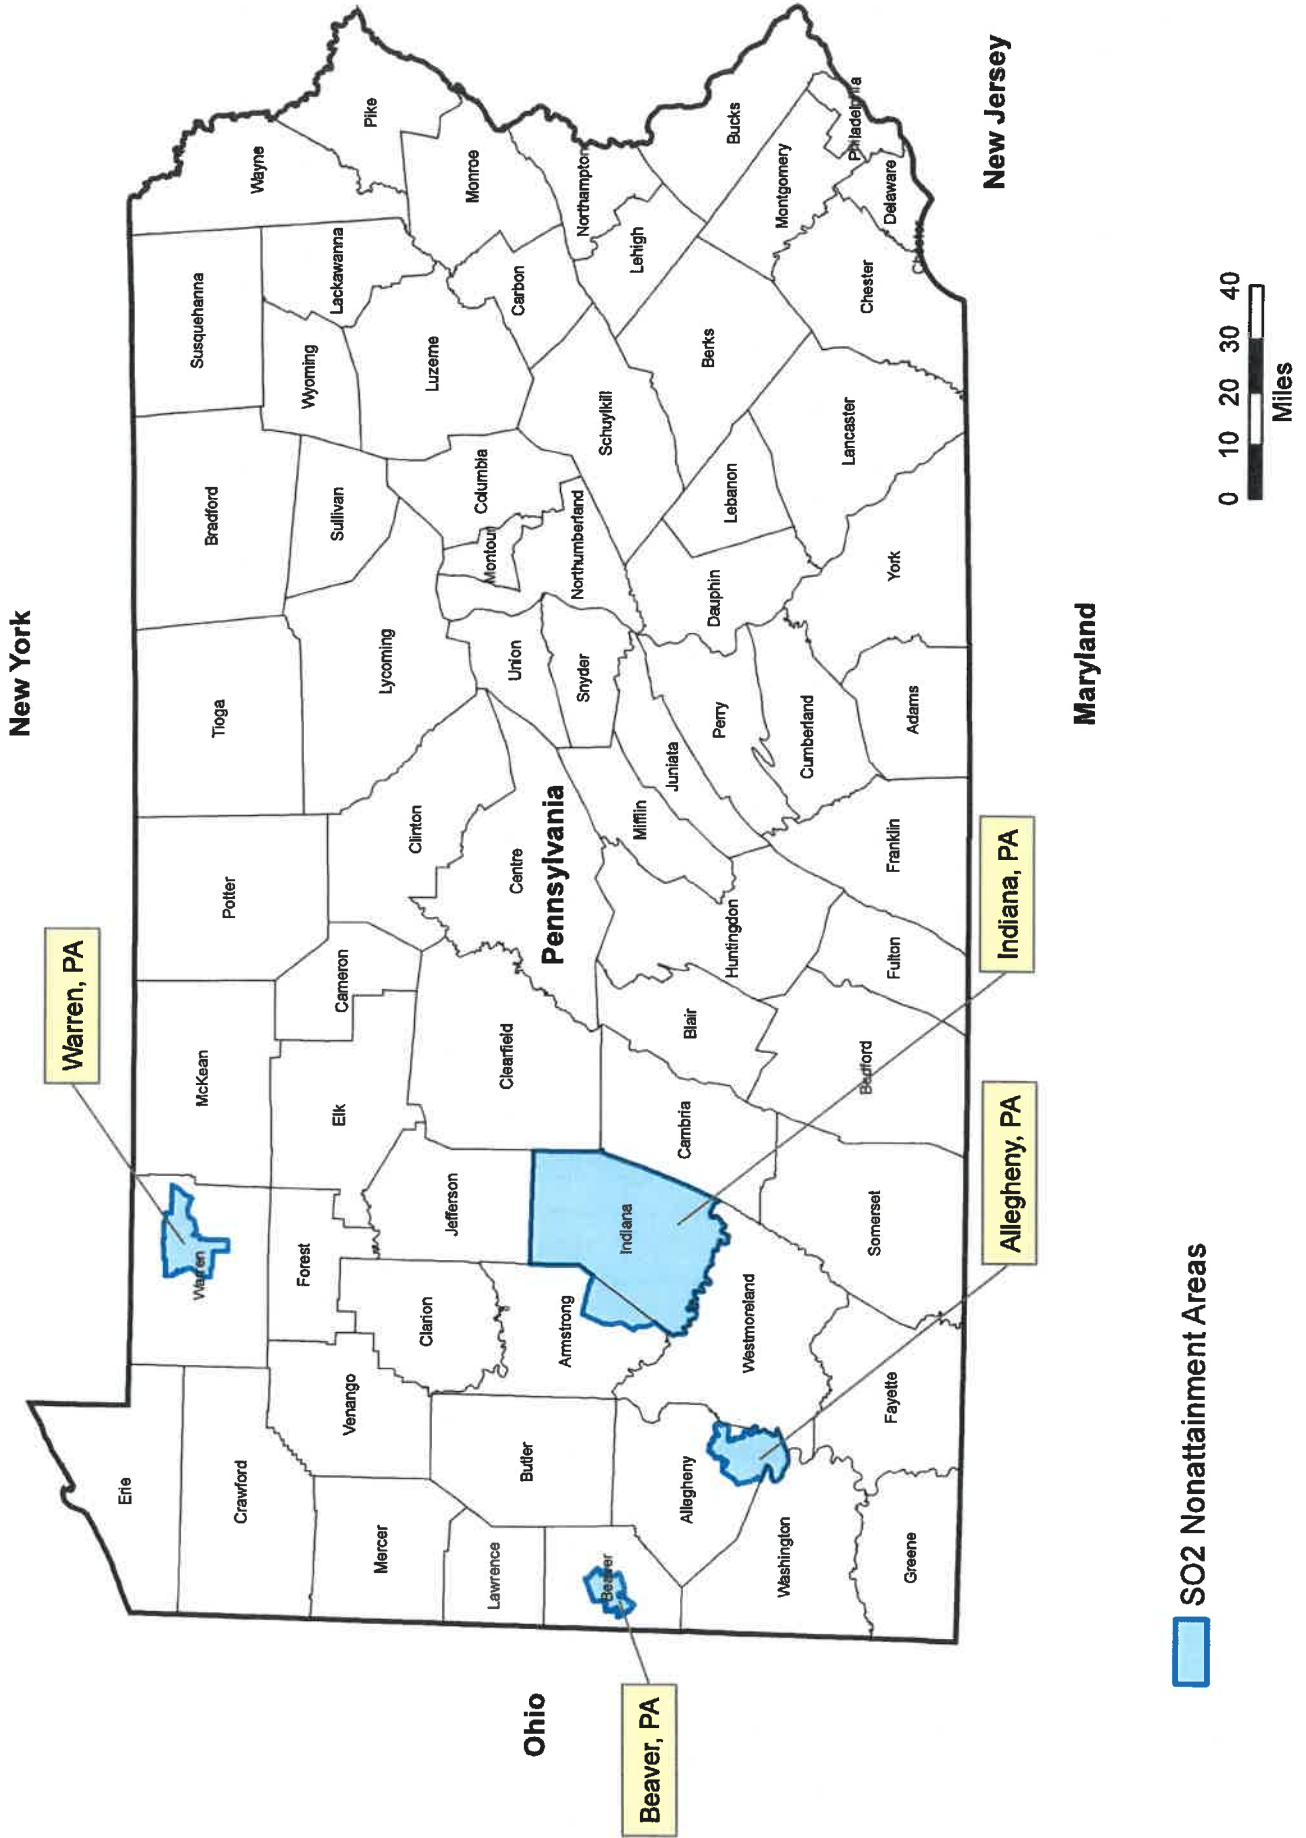 New York
Warren, PA
Erie
Crawford
Warren
McKean
Potter
Tioga
Bradford
Susquehanna
Wayne
Pike
Mercer
Venango
Forest
Elk
Cameron
Clinton
Lycoming
Sullivan
Wyoming
Lackawanna
Luzerne
Monroe
Lawrence
Butler
Clarion
Jefferson
Clearfield
Centre
Union
Montour
Columbia
Carbon
Northampton
Ohio
Pennsylvania
Beaver
Armstrong
Indiana
Mifflin
Juniata
Snyder
Northumberland
Schuylkill
Lehigh
Beaver, PA
Allegheny
Westmoreland
Cambria
Blair
Huntingdon
Perry
Dauphin
Lebanon
Berks
Bucks
Montgomery
Philadelphia
Washington
Greene
Fayette
Somerset
Bedford
Fulton
Franklin
Cumberland
Adams
York
Lancaster
Chester
Delaware
Chester
Allegheny, PA
Indiana, PA
New Jersey
Maryland
SO2 Nonattainment Areas
0 10 20 30 40
Miles